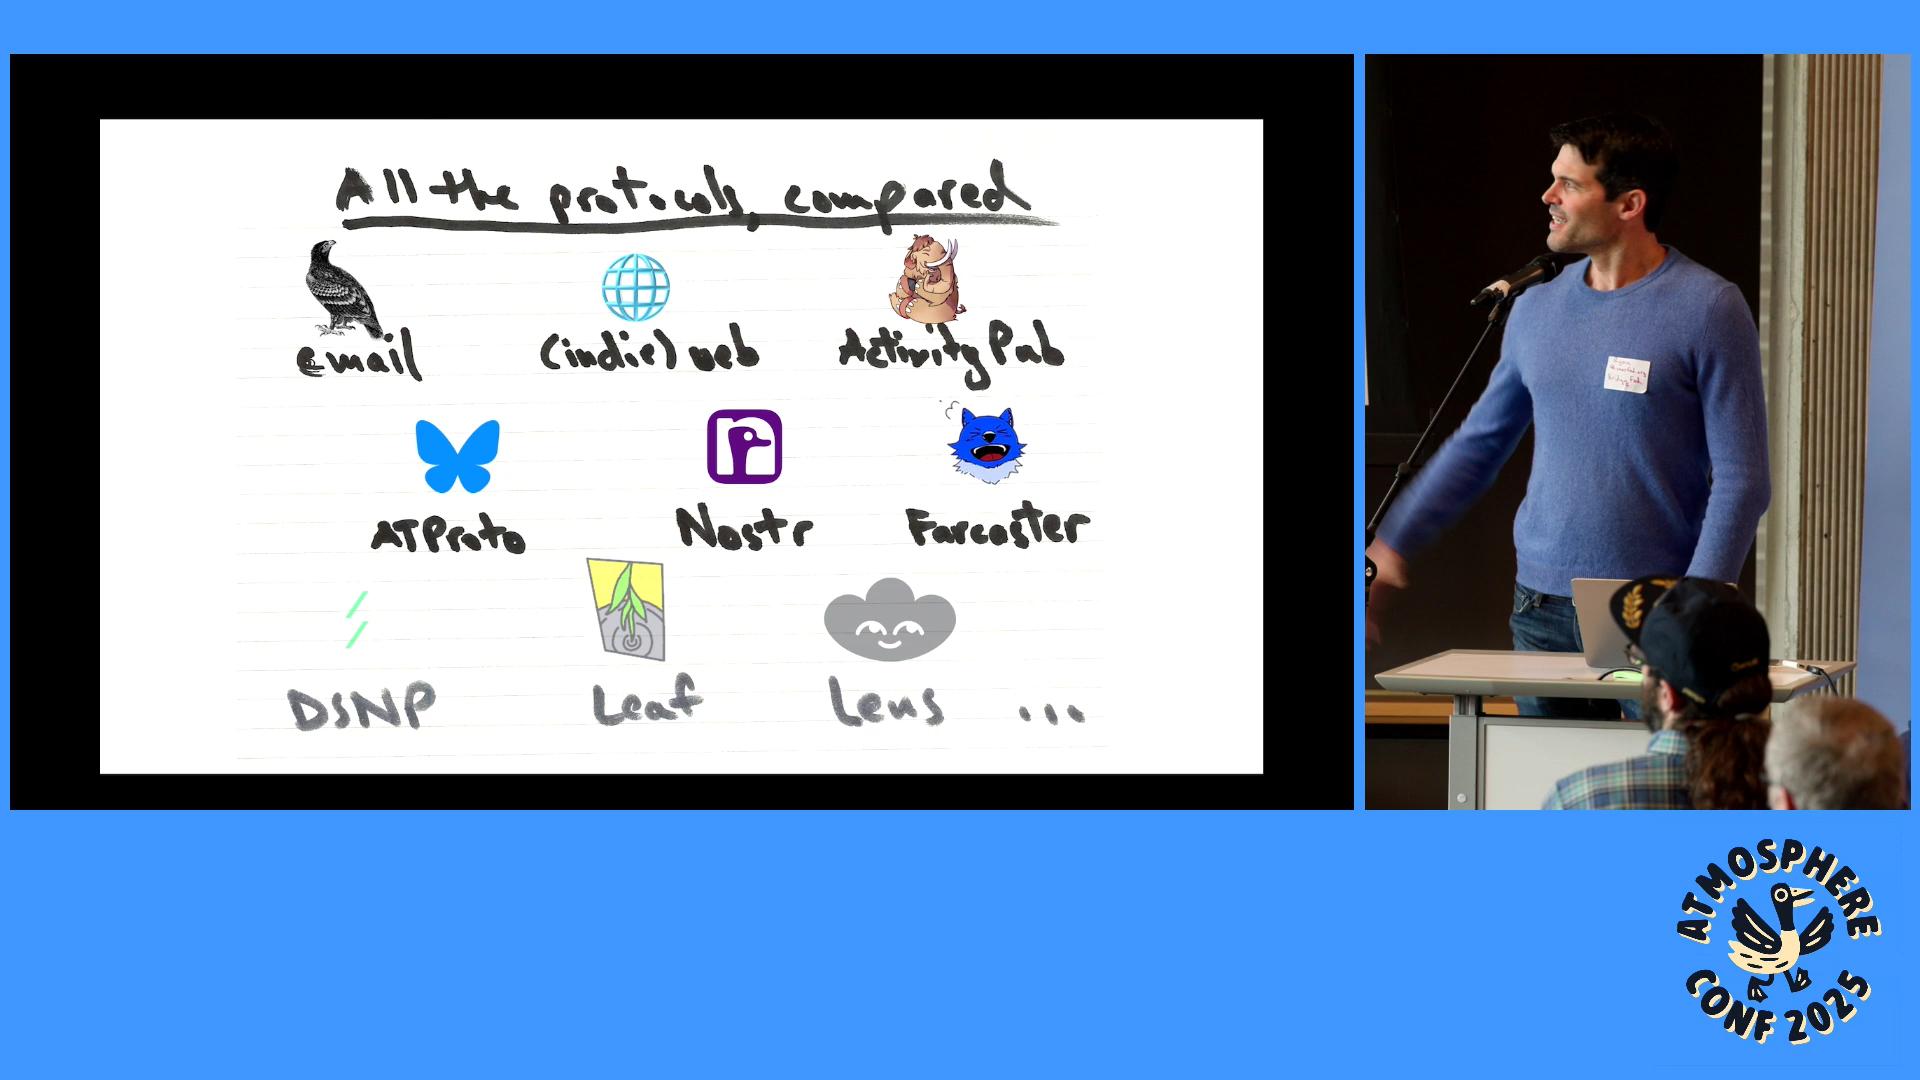 All the protocols, compared
email (indie) web ActivityPub
ATProto Nostr Farcaster
DSNP Leaf Lens ...
ATMOSPHERE
CONF 2025